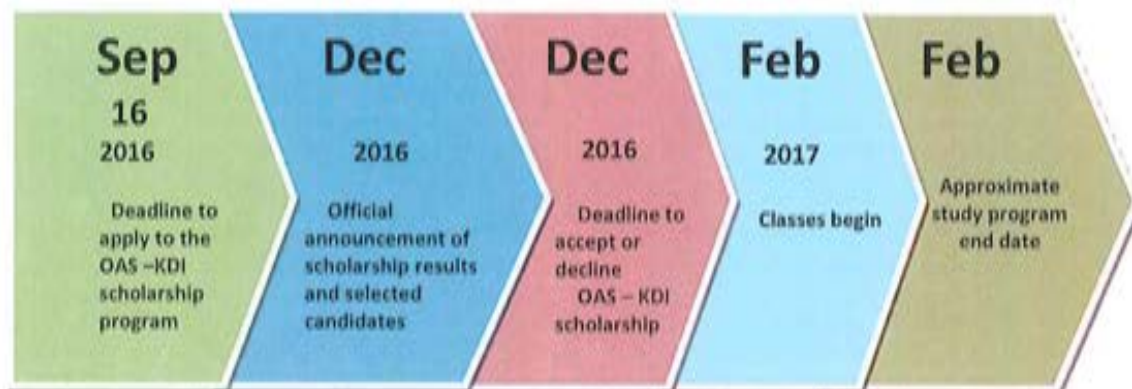 Sep
16
2016
Deadline to
apply to the
OAS –KDI
scholarship
program
Dec
2016
Official
announcement of
scholarship results
and selected
candidates
Dec
2016
Deadline to
accept or
decline
OAS – KDI
scholarship
Feb
2017
Classes begin
Feb
Approximate
study program
end date